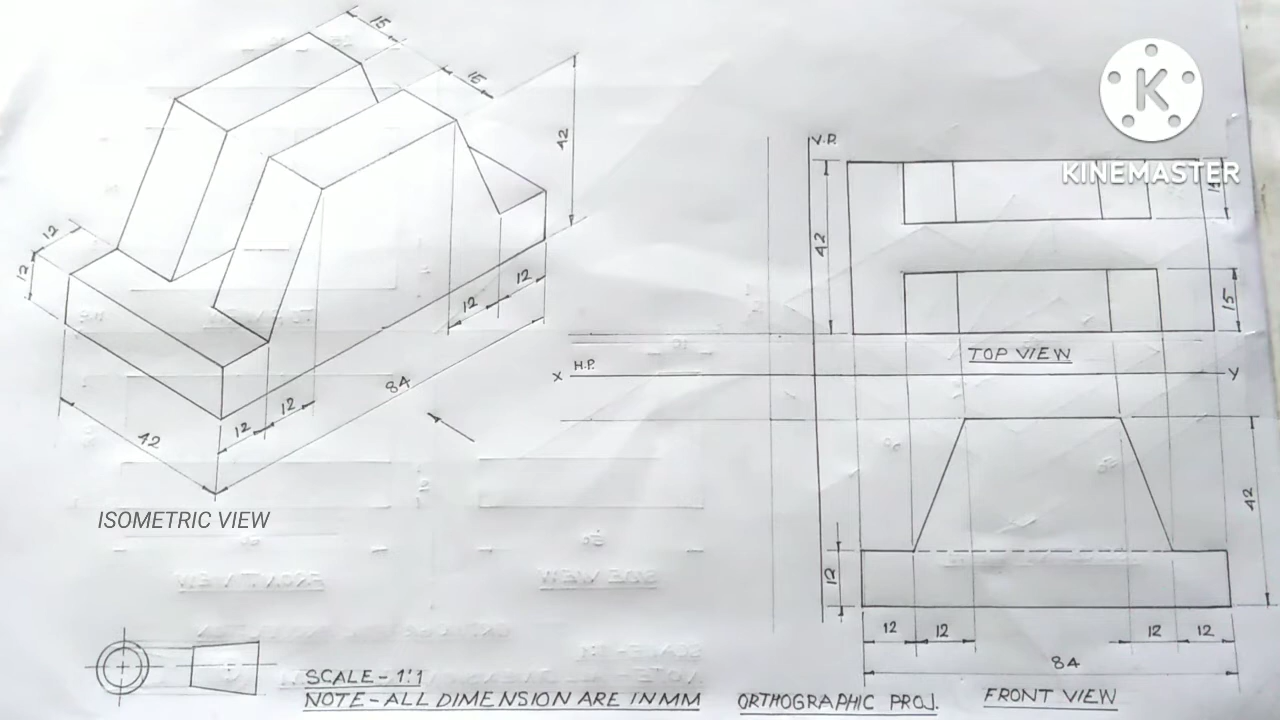 15
15
42
12
12
12
12
84
12
12
42
ISOMETRIC VIEW
V.P.
K
KINEMASTER
42
15
15
TOP VIEW
X
H.P.
Y
42
12
12
12
12
12
84
FRONT VIEW
ORTHOGRAPHIC PROJ.
SCALE - 1:1
NOTE - ALL DIMENSION ARE IN MM